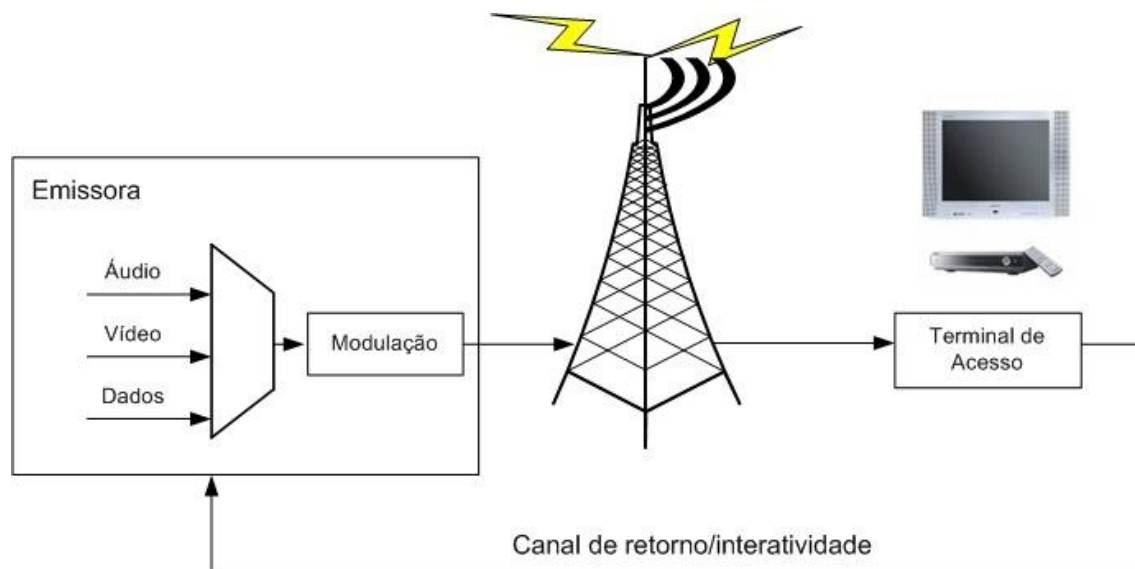 Emissora
Áudio
Vídeo
Dados
Modulação
Terminal de
Acesso
Canal de retorno/interatividade